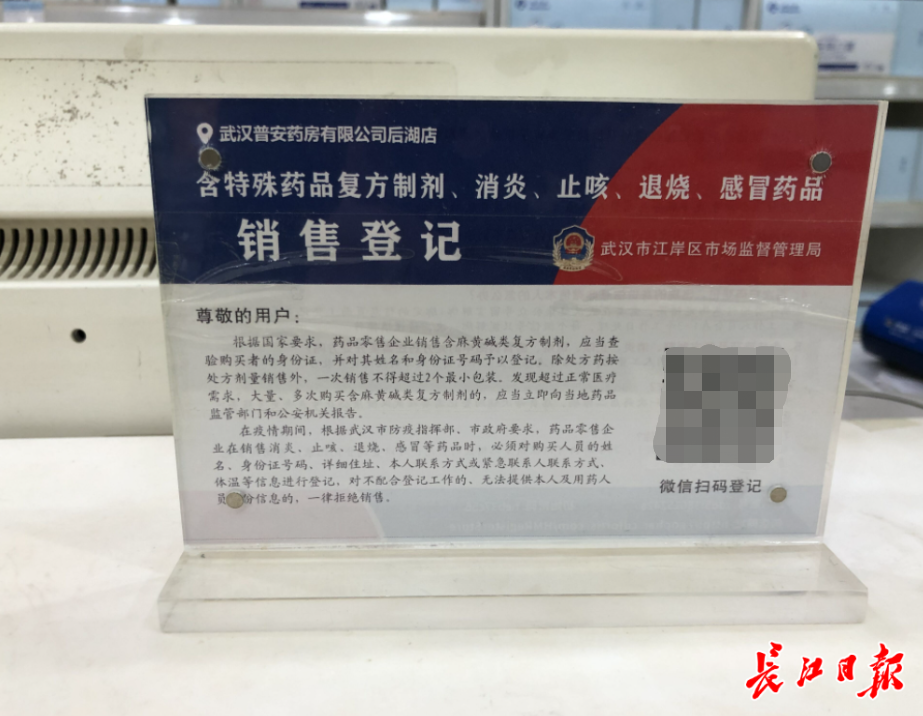 武汉普安药房有限公司后湖店
含特殊药品复方制剂、消炎、止咳、退烧、感冒药品
销售登记
武汉市江岸区市场监督管理局
尊敬的用户：
根据国家要求，药品零售企业销售含麻黄碱类复方制剂，应当查
验购买者的身份证，并对其姓名和身份证号码予以登记。除处方药按
处方剂量销售外，一次销售不得超过2个最小包装。发现超过正常医疗
需求，大量、多次购买含麻黄碱类复方制剂的，应当立即向当地药品
监管部门和公安机关报告。
在疫情期间，根据武汉市防疫指挥部、市政府要求，药品零售企
业在销售消炎、止咳、退烧、感冒等药品时，必须对购买人员的姓
名、身份证号码、详细住址、本人联系方式或紧急联系人联系方式、
体温等信息进行登记，对不配合登记工作的、无法提供本人及用药人
员身份信息的，一律拒绝销售。
微信扫码登记
长江日报